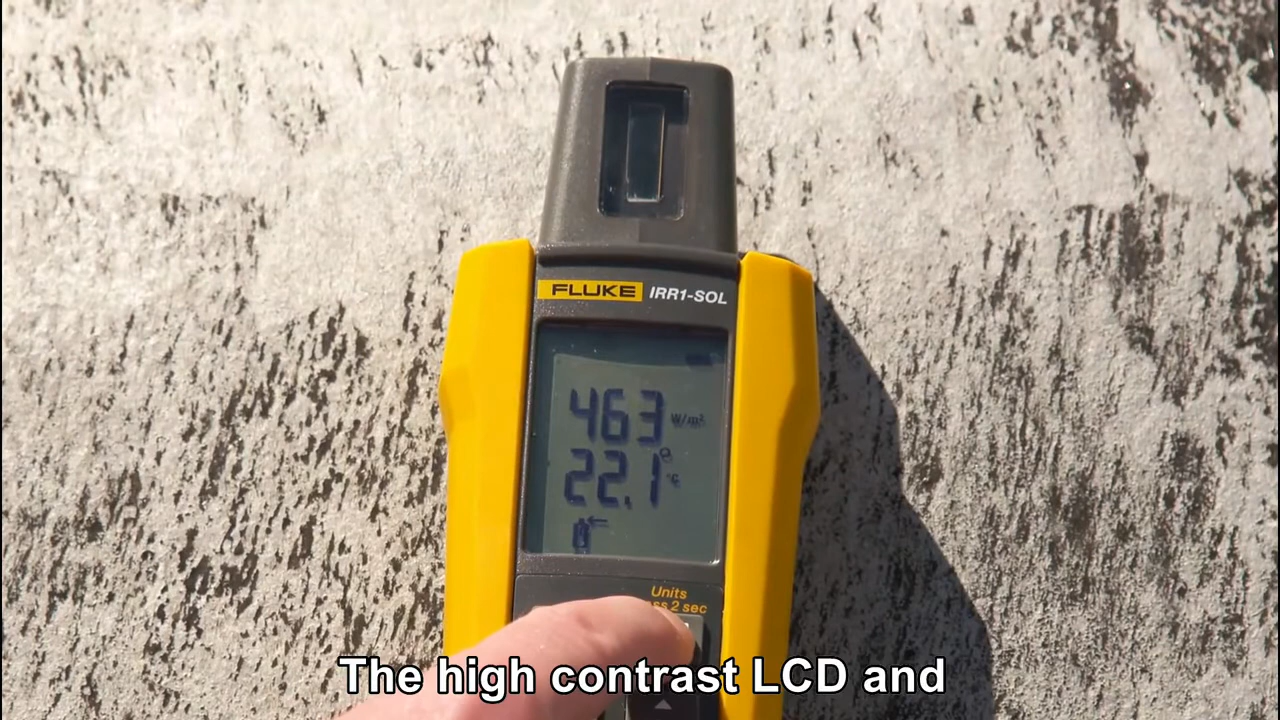 FLUKE IRR1-SOL
463 W/m²
22.1 °C
Units
2 sec
The high contrast LCD and